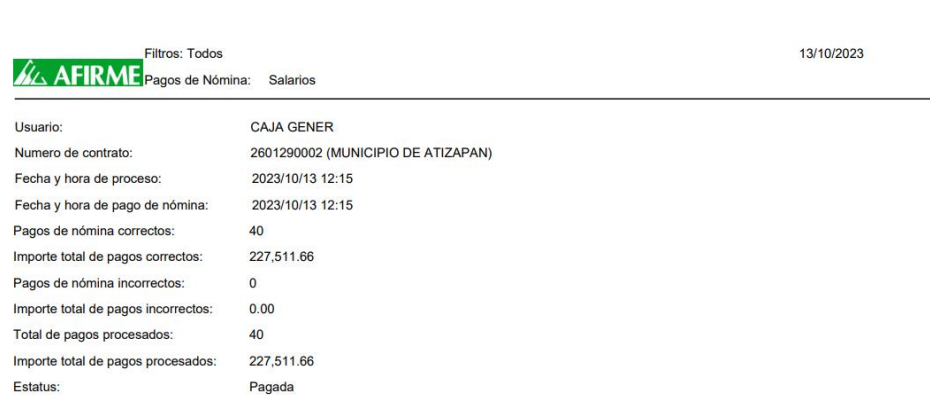 Filtros: Todos
13/10/2023
AFIRME
Pagos de Nómina: Salarios
Usuario: CAJA GENER
Numero de contrato: 2601290002 (MUNICIPIO DE ATIZAPAN)
Fecha y hora de proceso: 2023/10/13 12:15
Fecha y hora de pago de nómina: 2023/10/13 12:15
Pagos de nómina correctos: 40
Importe total de pagos correctos: 227,511.66
Pagos de nómina incorrectos: 0
Importe total de pagos incorrectos: 0.00
Total de pagos procesados: 40
Importe total de pagos procesados: 227,511.66
Estatus: Pagada